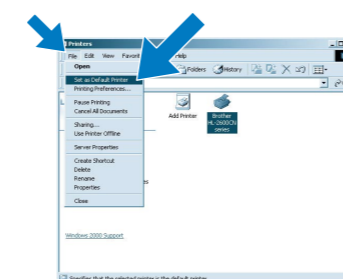 Printers
File Edit View Favorit Help
Folders History
Open
Set as Default Printer
Printing Preferences...
Pause Printing
Cancel All Documents
Sharing...
Use Printer Offline
Server Properties
Create Shortcut
Delete
Rename
Properties
Close
Add Printer
Brother
HL-2600CN
series
Windows 2000 Support
Specifies that the selected printer is the default printer.